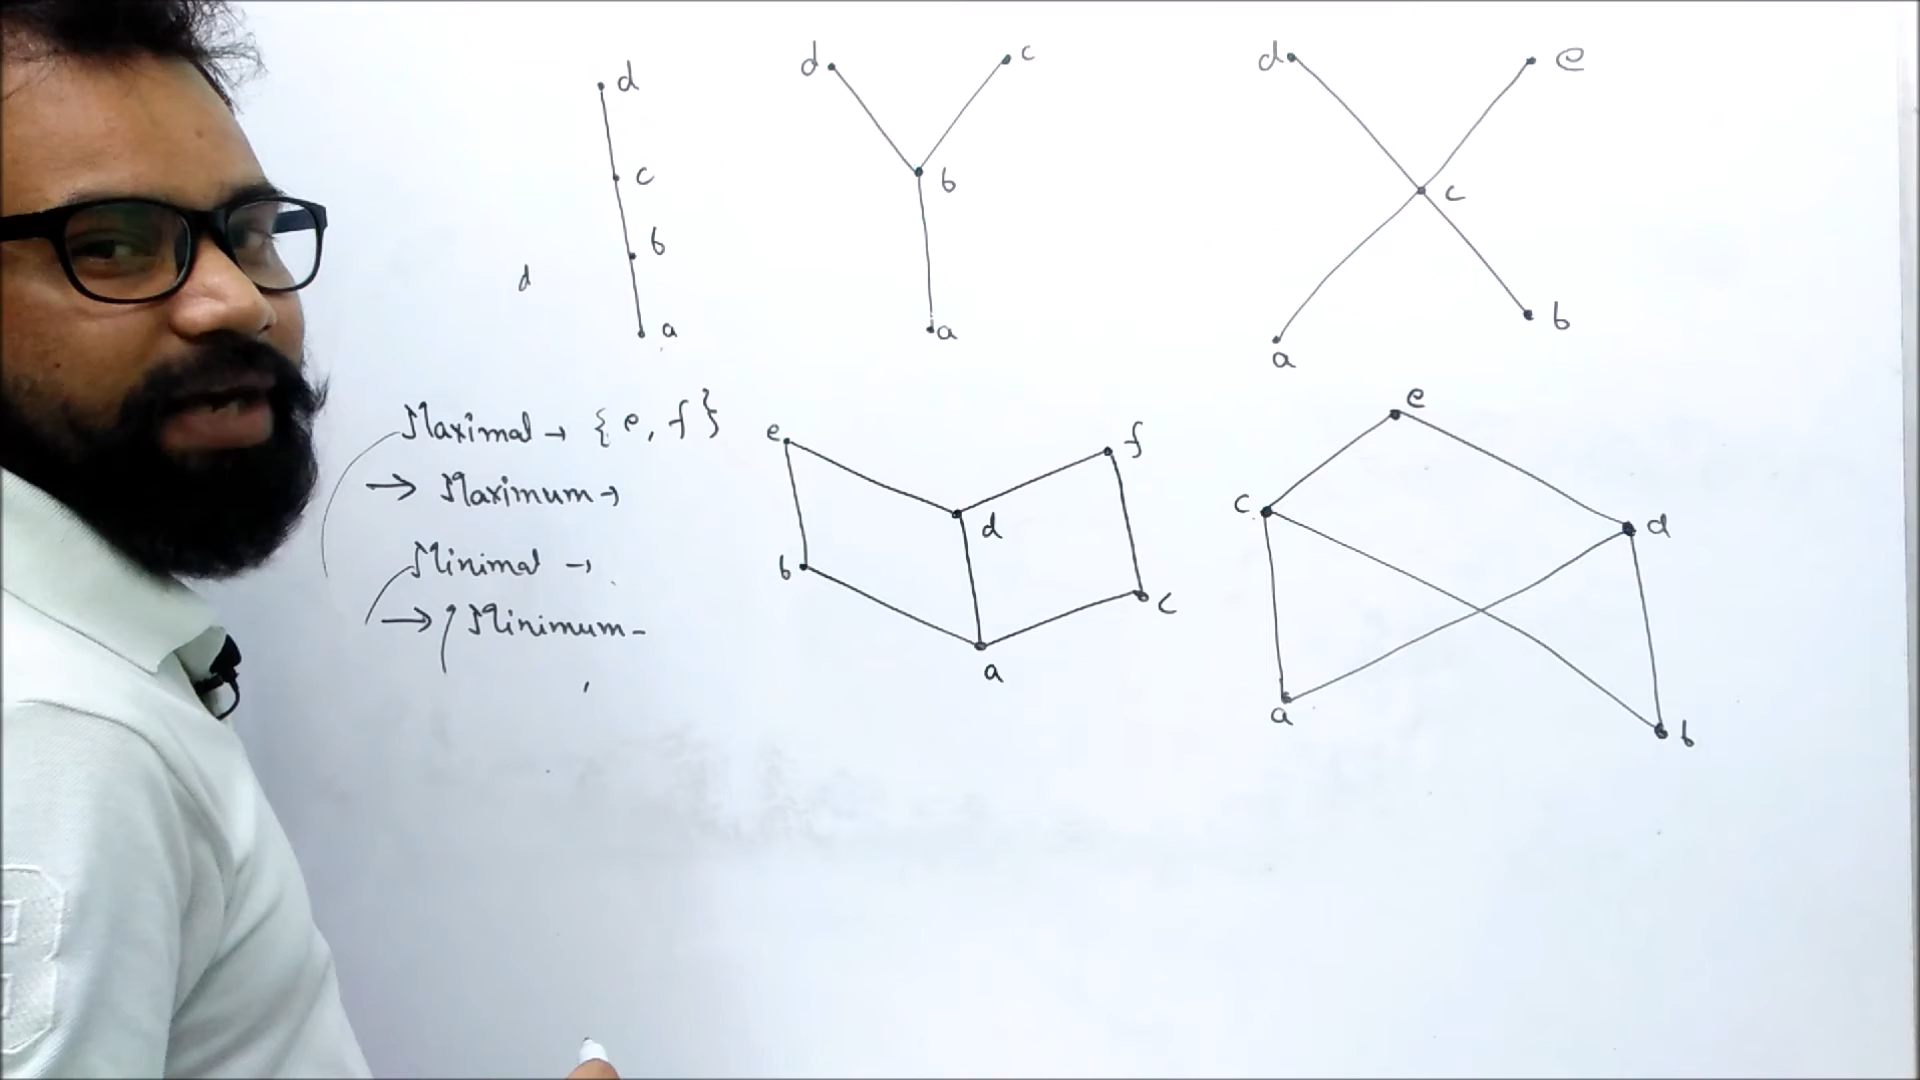 d
c
b
a
d
d
c
b
a
d
e
c
a
b
Maximal → {e, f}
→ Maximum →
Minimal →
→ Minimum -
e
f
d
b
c
a
e
c
d
a
b